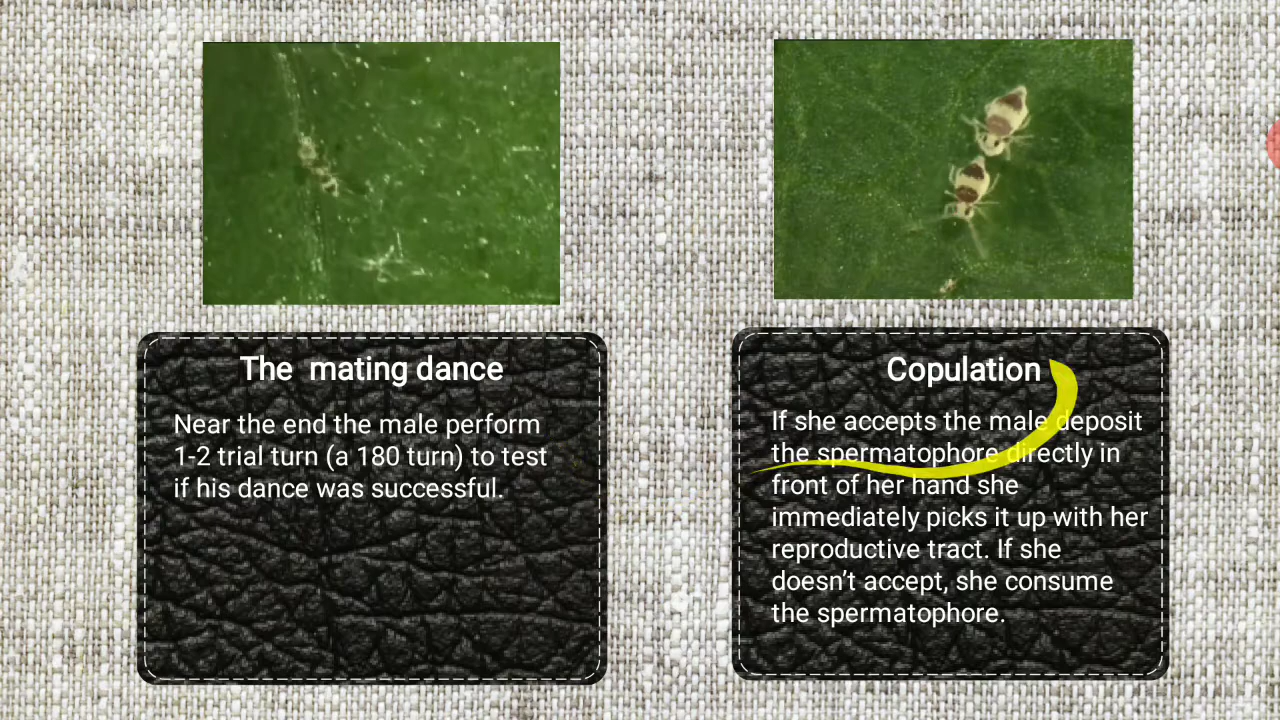 The  mating dance
Near the end the male perform
1-2 trial turn (a 180 turn) to test
if his dance was successful.
Copulation
If she accepts the male deposit
the spermatophore directly in
front of her hand she
immediately picks it up with her
reproductive tract. If she
doesn’t accept, she consume
the spermatophore.